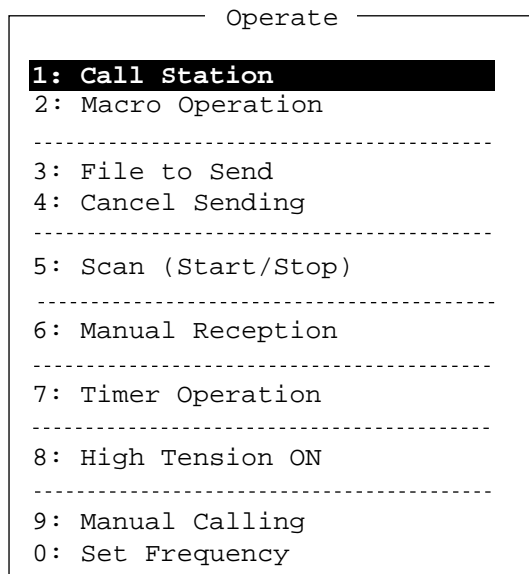 Operate
1: Call Station
2: Macro Operation
3: File to Send
4: Cancel Sending
5: Scan (Start/Stop)
6: Manual Reception
7: Timer Operation
8: High Tension ON
9: Manual Calling
0: Set Frequency